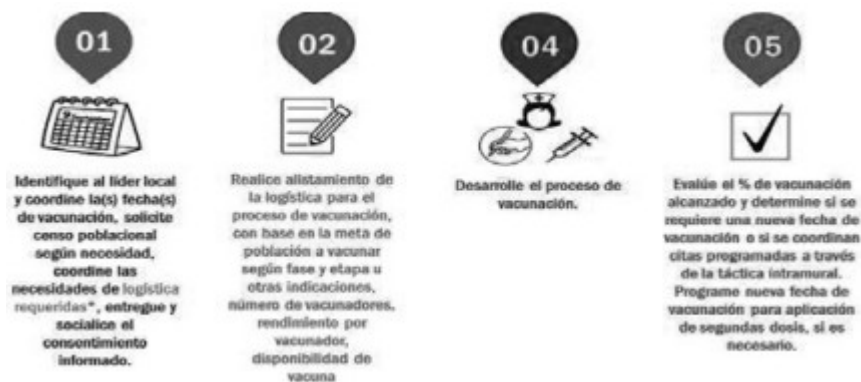 01
Identifique al líder local
y coordine la(s) fecha(s)
de vacunación, solicite
censo poblacional
según necesidad,
coordine las
necesidades de logística
requeridas*, entregue y
socialice el
consentimiento
informado.
02
Realice alistamiento de
la logística para el
proceso de vacunación,
con base en la meta de
población a vacunar
según fase y etapa u
otras indicaciones,
número de vacunadores,
rendimiento por
vacunador,
disponibilidad de
vacuna
04
Desarrolle el proceso de
vacunación.
05
Evalúe el % de vacunación
alcanzado y determine si se
requiere una nueva fecha de
vacunación o si se coordinan
citas programadas a través
de la táctica intramural.
Programe nueva fecha de
vacunación para aplicación
de segundas dosis, si es
necesario.